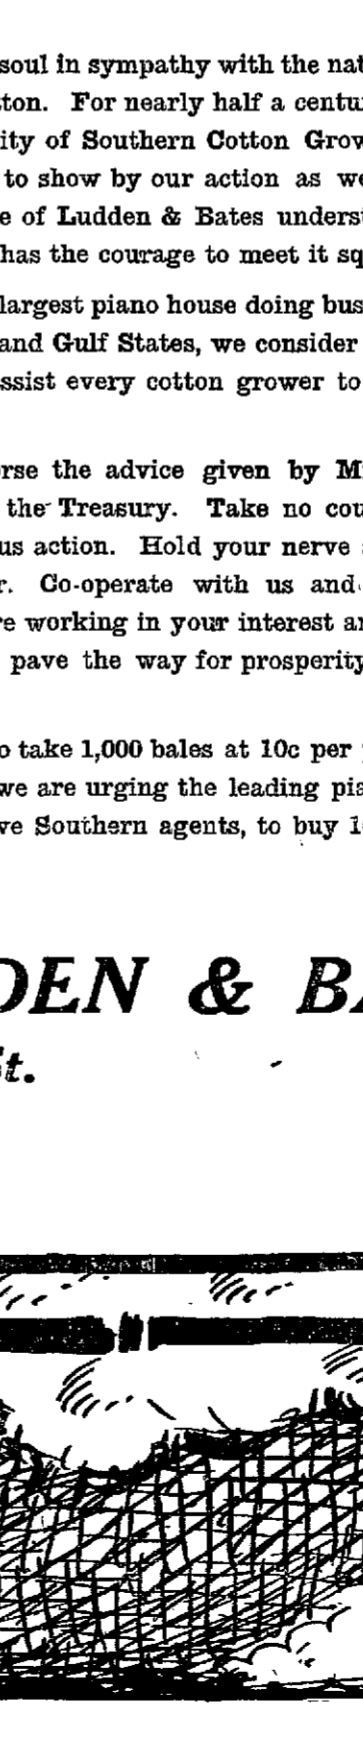 soul in sympathy with the nat
ton. For nearly half a centu
ity of Southern Cotton Grow
to show by our action as we
e of Ludden & Bates underst
has the courage to meet it sq
largest piano house doing bus
and Gulf States, we consider
ssist every cotton grower to
rse the advice given by M
the Treasury. Take no cou
us action. Hold your nerve
r. Co-operate with us and
re working in your interest an
pave the way for prosperity
o take 1,000 bales at 10c per
we are urging the leading pia
ve Southern agents, to buy 1
DEN & BA
St.